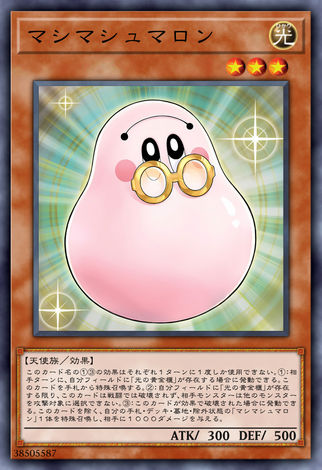 マシマシュマロン
光
【天使族／効果】
このカード名の①③の効果はそれぞれ１ターンに１度しか使用できない。①：相
手ターンに、自分フィールドに「光の黄金櫃」が存在する場合に発動できる。こ
のカードを手札から特殊召喚する。②：自分フィールドに「光の黄金櫃」が存在
する限り、このカードは戦闘では破壊されず、相手モンスターは他のモンスター
を攻撃対象に選択できない。③：このカードが効果で破壊された場合に発動でき
る。このカードを除く、自分の手札・デッキ・墓地・除外状態の「マシマシュマロ
ン」１体を特殊召喚し、相手に１０００ダメージを与える。
ATK/ 300 DEF/ 500
38505587